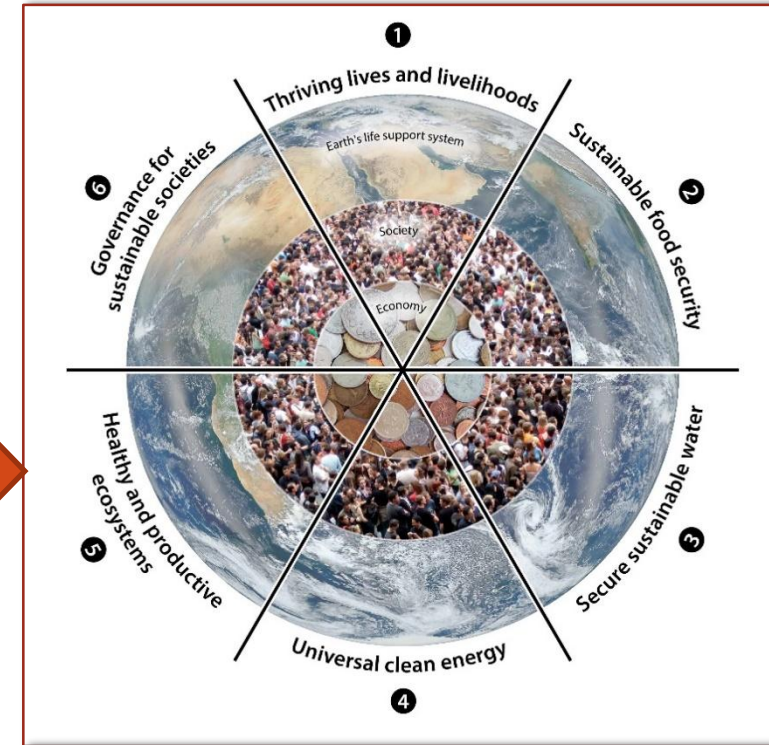 1
Thriving lives and livelihoods
Earth's life support system
Society
Economy
2
Sustainable food security
3
Secure sustainable water
4
Universal clean energy
5
Healthy and productive
ecosystems
6
Governance for
sustainable societies